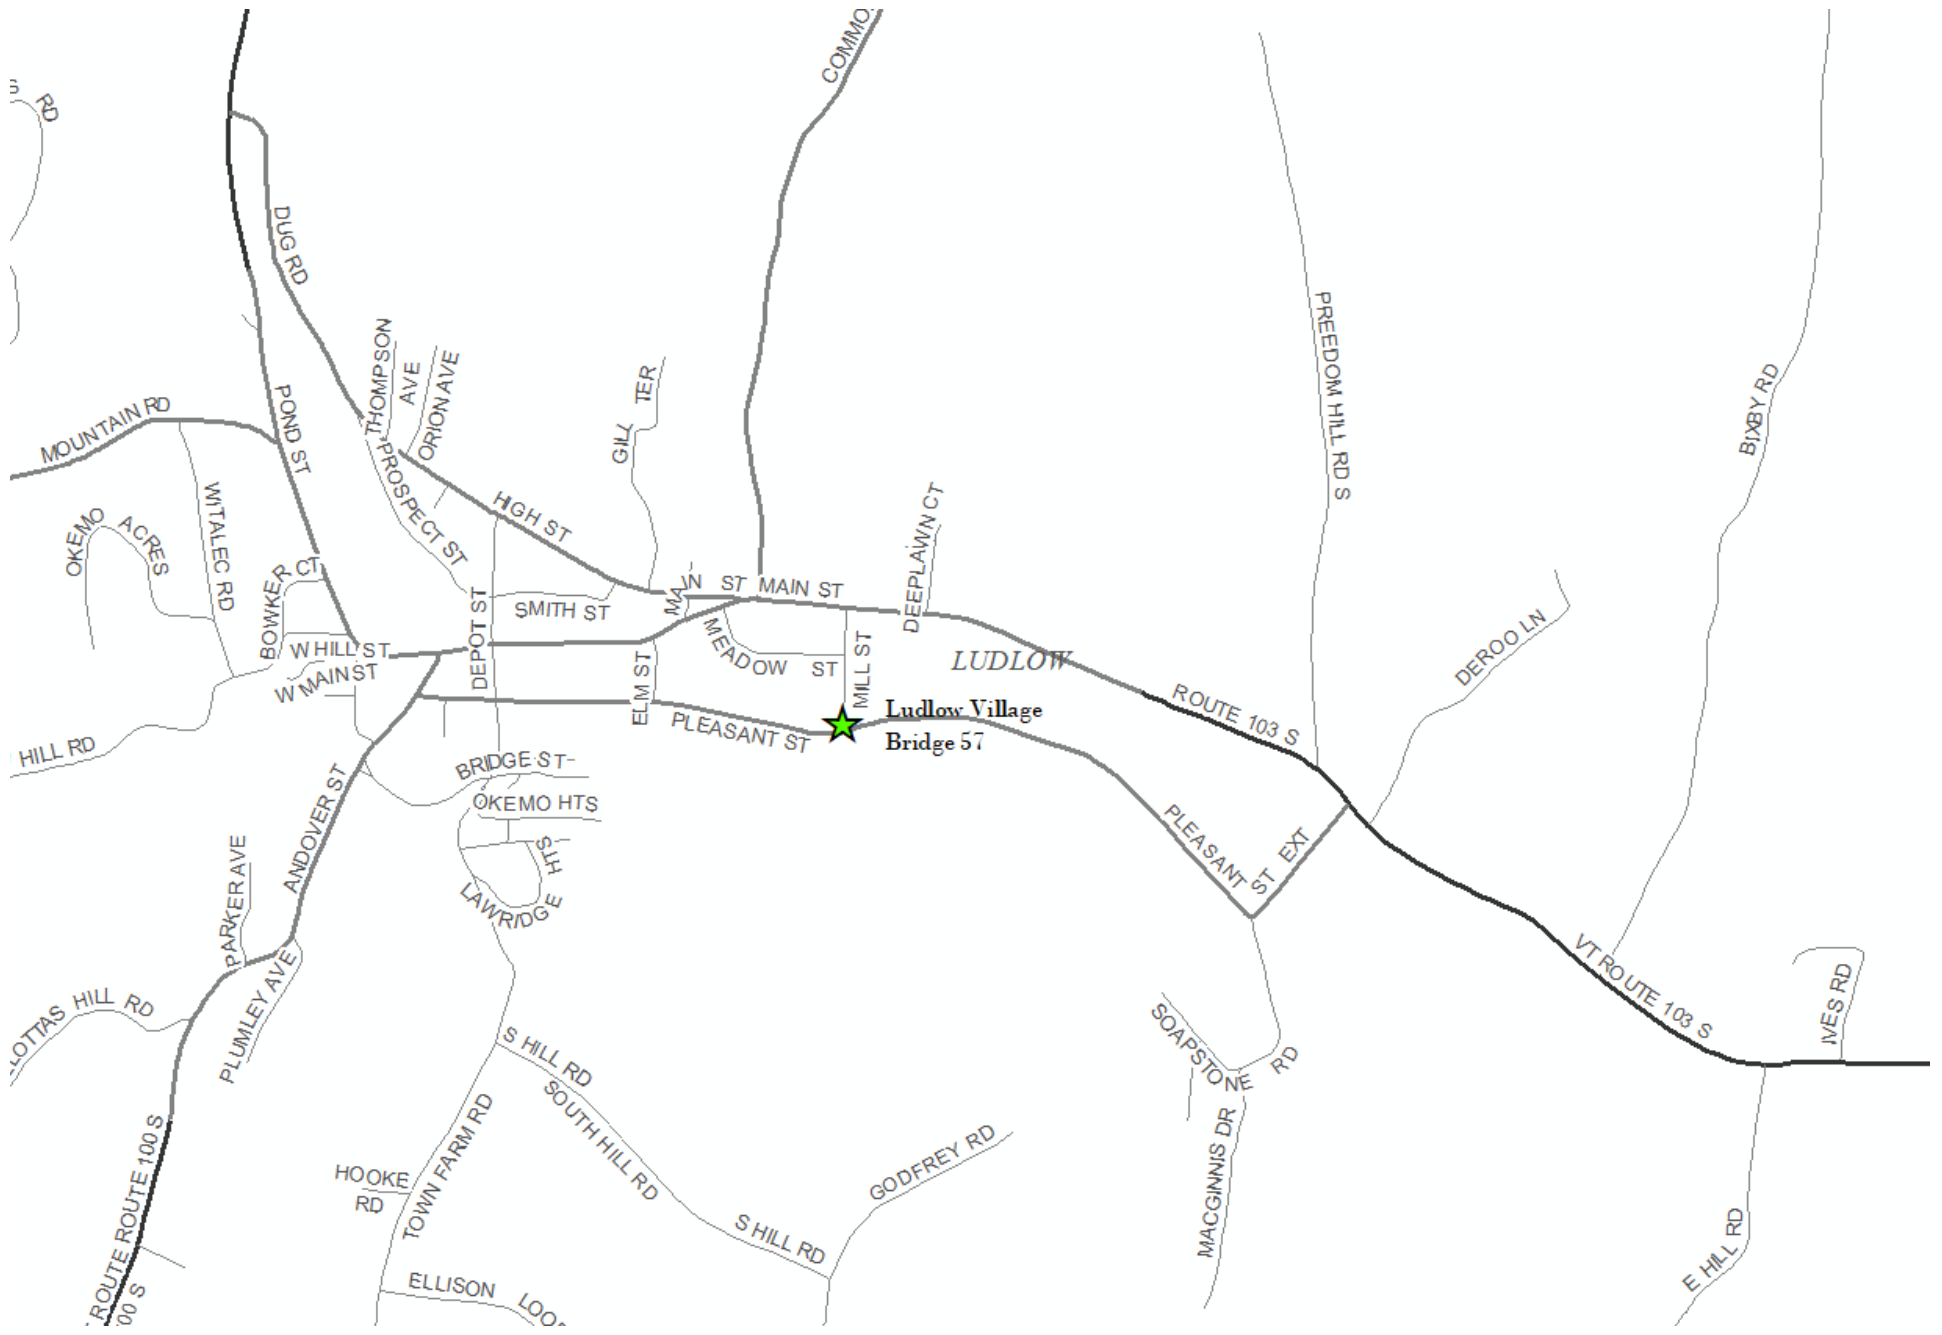 COMMO
S RD
DUG RD
PREEDOM HILL RD S
THOMPSON
AVE
ORION AVE
GILL TER
BIXBY RD
MOUNTAIN RD
POND ST
PROSPECT ST
HIGH ST
WITALEC RD
OKEMO ACRES
DEEPLAWN CT
BOWKER CT
MAIN ST
MAIN ST
SMITH ST
DEPOT ST
W HILL ST
W MAIN ST
MEADOW ST
MILL ST
ELM ST
LUDLOW
DEROO LN
Ludlow Village
Bridge 57
ROUTE 103 S
PLEASANT ST
HILL RD
BRIDGE ST
OKEMO HTS
ANDOVER ST
PLEASANT
ST EXT
PARKER AVE
LAWRIDGE HTS
PLUMLEY AVE
VT ROUTE 103 S
IVES RD
LOTTAS HILL RD
SOAPSTONE RD
S HILL RD
SOUTH HILL RD
TOWN FARM RD
MACGINNIS DR
GODFREY RD
HOOKE
RD
ROUTE ROUTE 100 S
S HILL RD
E HILL RD
ELLISON LOO
00 S